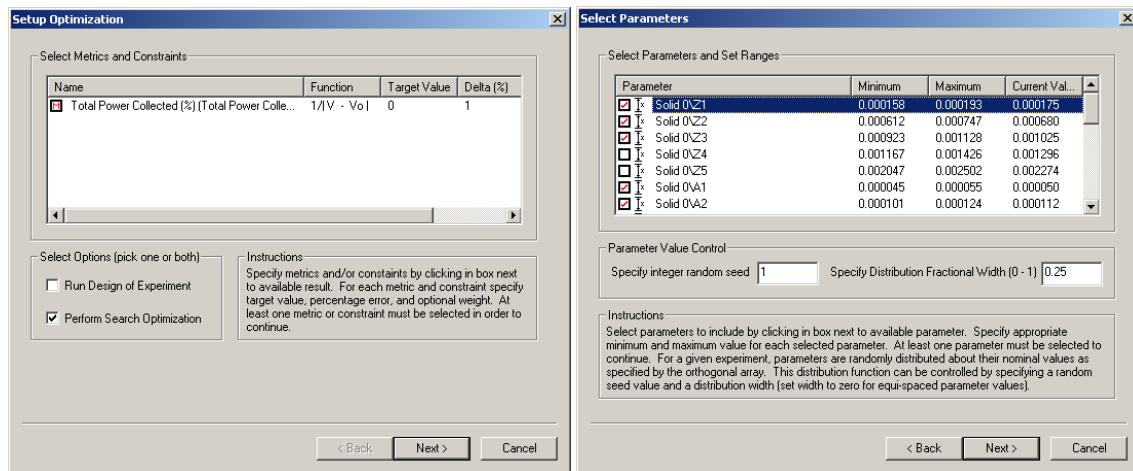 Setup Optimization
Select Metrics and Constraints
Name Function Target Value Delta (%)
M Total Power Collected (%) (Total Power Colle... 1/| V - Vo | 0 1
Select Options (pick one or both)
Run Design of Experiment
Perform Search Optimization
Instructions
Specify metrics and/or constaints by clicking in box next
to available result. For each metric and constraint specify
target value, percentage error, and optional weight. At
least one metric or constraint must be selected in order to
continue.
< Back Next > Cancel
Select Parameters
Select Parameters and Set Ranges
Parameter Minimum Maximum Current Val...
Solid 0\Z1 0.000158 0.000193 0.000175
Solid 0\Z2 0.000612 0.000747 0.000680
Solid 0\Z3 0.000923 0.001128 0.001025
Solid 0\Z4 0.001167 0.001426 0.001296
Solid 0\Z5 0.002047 0.002502 0.002274
Solid 0\A1 0.000045 0.000055 0.000050
Solid 0\A2 0.000101 0.000124 0.000112
Parameter Value Control
Specify integer random seed 1 Specify Distribution Fractional Width (0 - 1) 0.25
Instructions
Select parameters to include by clicking in box next to available parameter. Specify appropriate
minimum and maximum value for each selected parameter. At least one parameter must be selected to
continue. For a given experiment, parameters are randomly distributed about their nominal values as
specified by the orthogonal array. This distribution function can be controlled by specifying a random
seed value and a distribution width (set width to zero for equi-spaced parameter values).
< Back Next > Cancel